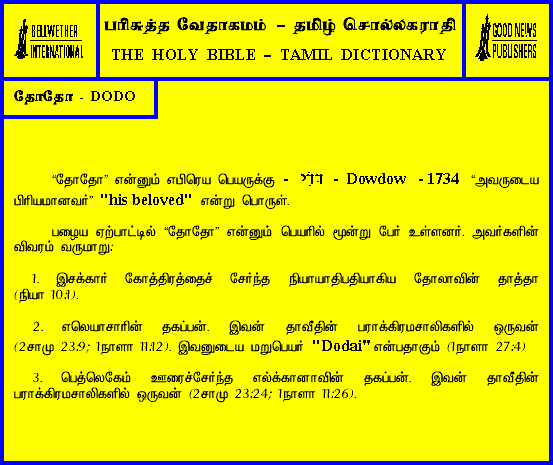 BELLWETHER
INTERNATIONAL
பரிசுத்த வேதாகமம் – தமிழ் சொல்லகராதி
THE HOLY BIBLE – TAMIL DICTIONARY
GOOD NEWS
PUBLISHERS
தோதோ - DODO
“தோதோ” என்னும் எபிரெய பெயருக்கு - דּוֹדוֹ - Dowdow - 1734 “அவருடைய
பிரியமானவர்” "his beloved" என்று பொருள்.
பழைய ஏற்பாட்டில் “தோதோ” என்னும் பெயரில் மூன்று பேர் உள்ளனர். அவர்களின்
விவரம் வருமாறு:
1. இசக்கார் கோத்திரத்தைச் சேர்ந்த நியாயாதிபதியாகிய தோலாவின் தாத்தா
(நியா 10:1).
2. எலெயாசாரின் தகப்பன். இவன் தாவீதின் பராக்கிரமசாலிகளில் ஒருவன்
(2சாமு 23:9; 1நாளா 11:12). இவனுடைய மறுபெயர் "Dodai" என்பதாகும் (1நாளா 27:4)
3. பெத்லெகேம் ஊரைச்சேர்ந்த எல்க்கானாவின் தகப்பன். இவன் தாவீதின்
பராக்கிரமசாலிகளில் ஒருவன் (2சாமு 23:24; 1நாளா 11:26).